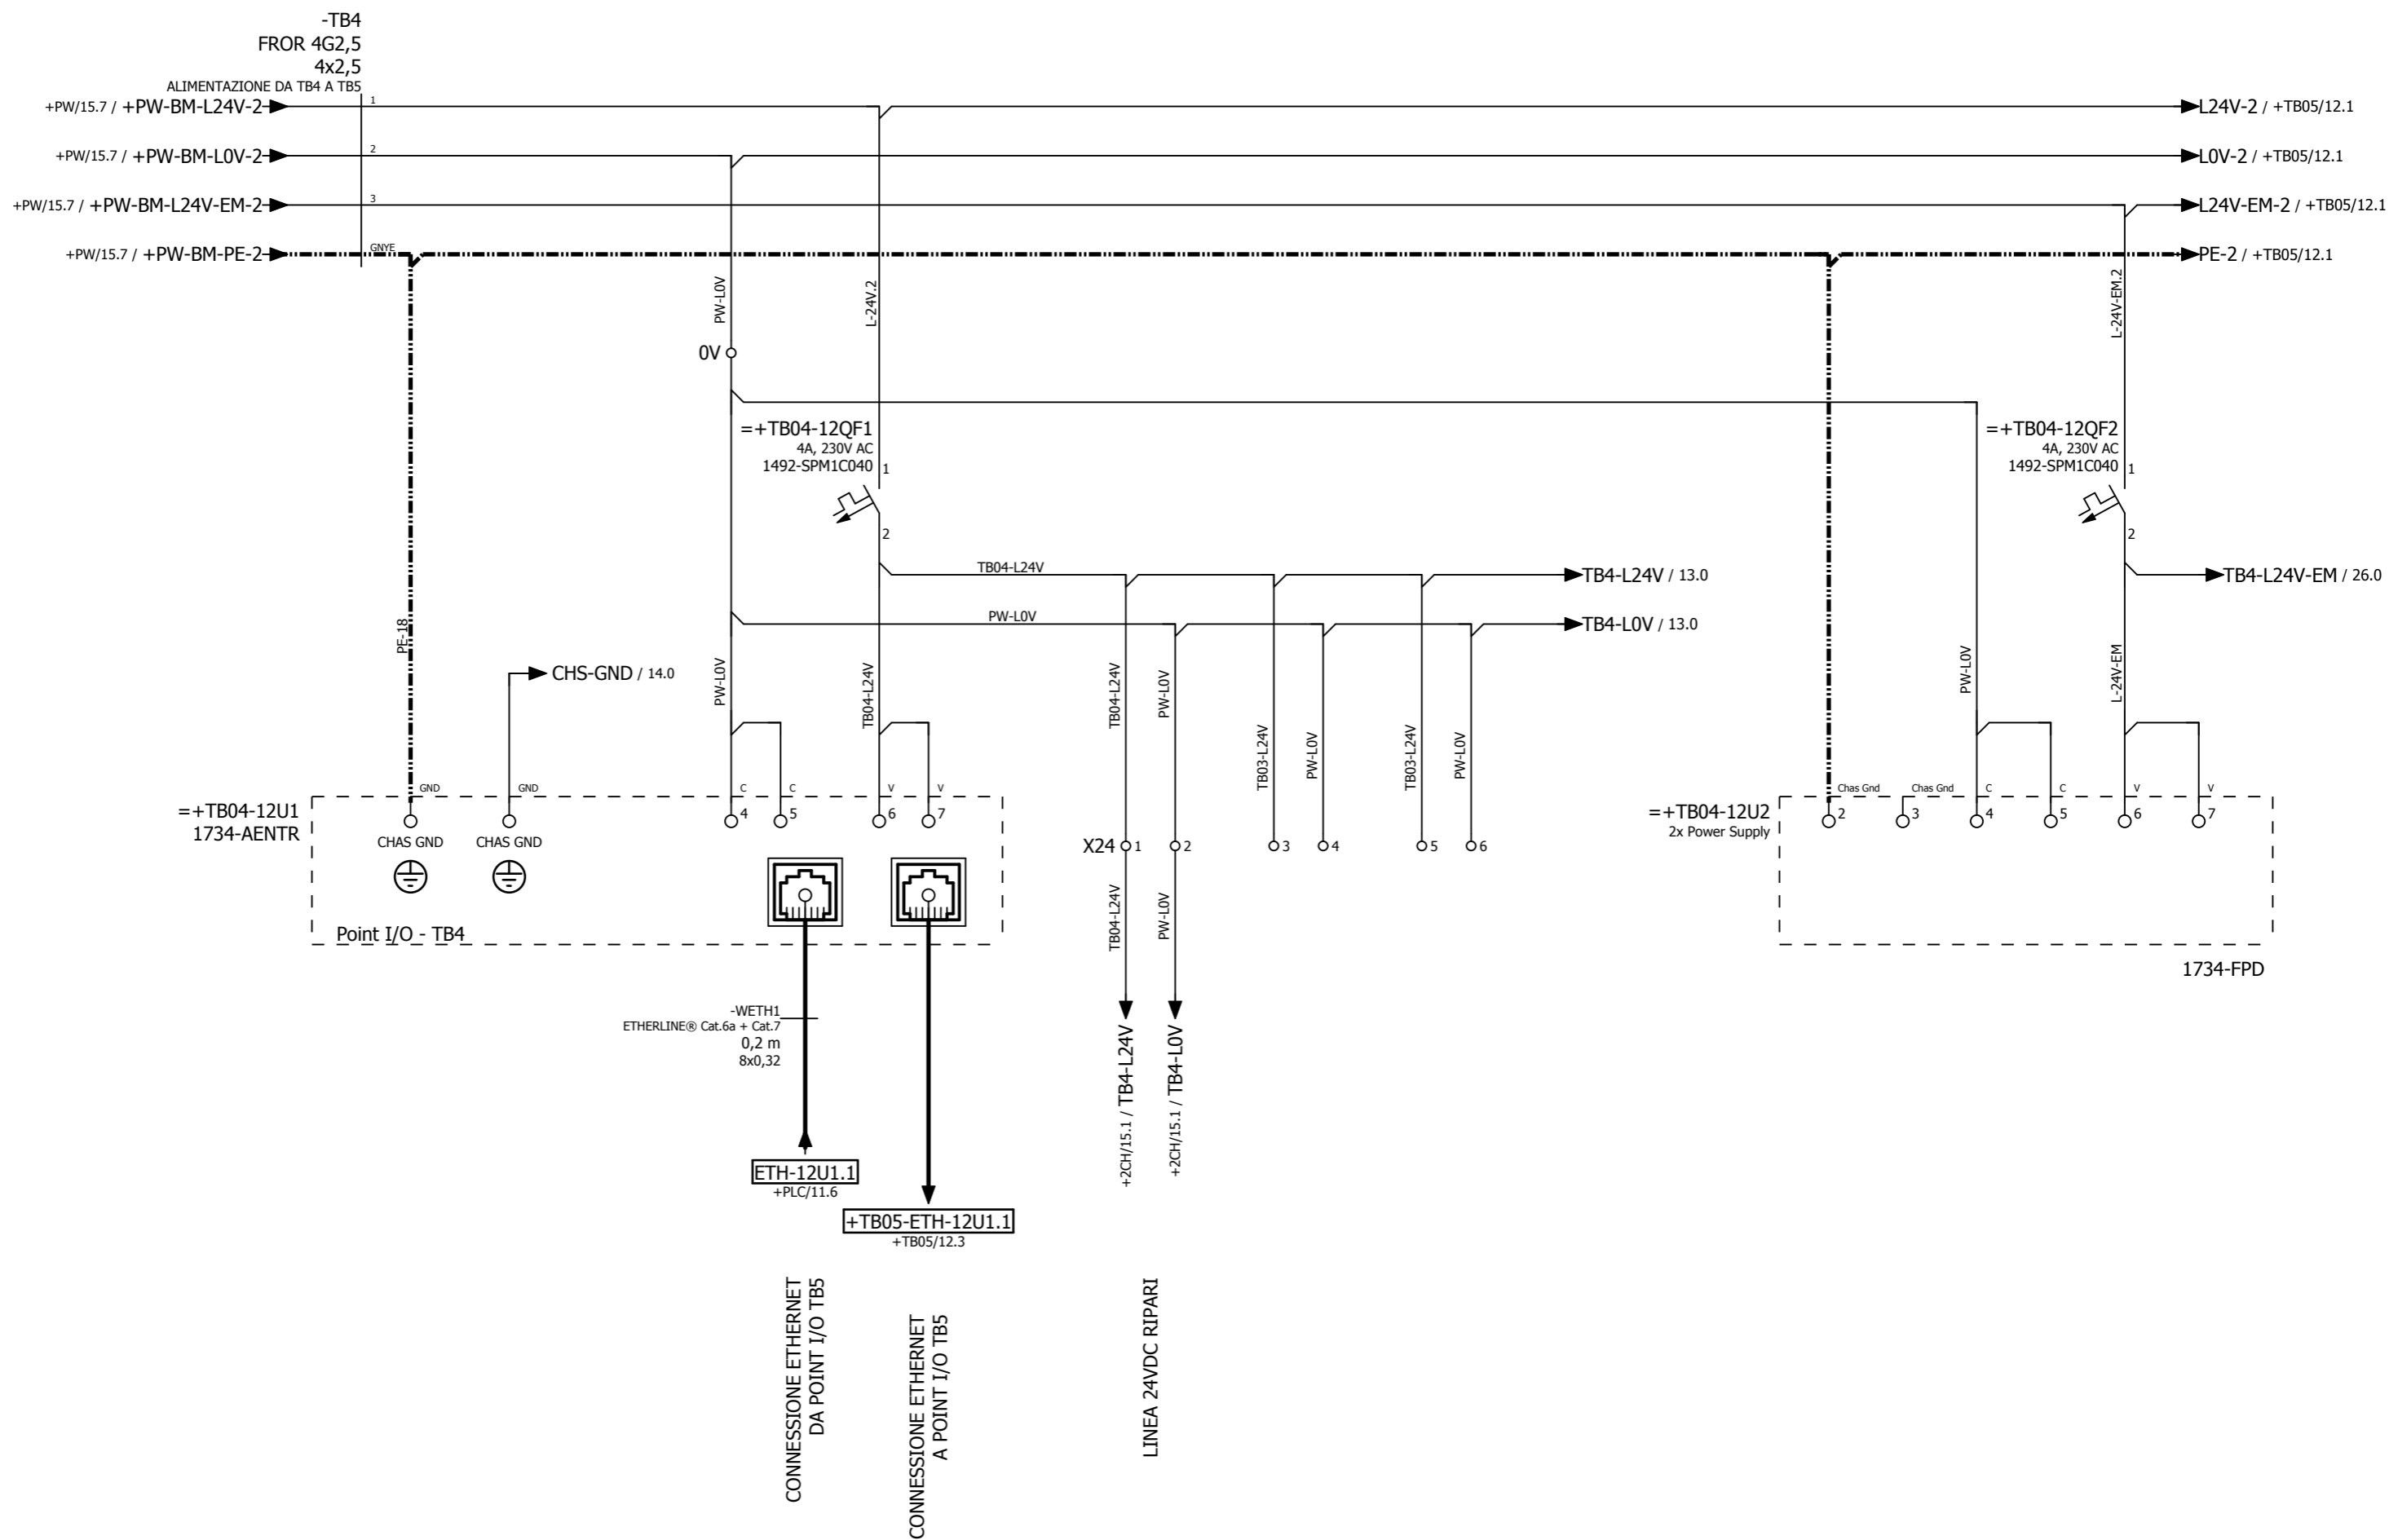 -TB4
FROR 4G2,5
4x2,5
ALIMENTAZIONE DA TB4 A TB5
+PW/15.7 / +PW-BM-L24V-2
1
L24V-2 / +TB05/12.1
+PW/15.7 / +PW-BM-L0V-2
2
L0V-2 / +TB05/12.1
+PW/15.7 / +PW-BM-L24V-EM-2
3
L24V-EM-2 / +TB05/12.1
+PW/15.7 / +PW-BM-PE-2
GNYE
PE-2 / +TB05/12.1
PW-L0V
L-24V.2
L-24V-EM.2
0V
=+TB04-12QF1
4A, 230V AC
1492-SPM1C040
1
2
=+TB04-12QF2
4A, 230V AC
1492-SPM1C040
1
2
TB04-L24V
TB4-L24V / 13.0
TB4-L24V-EM / 26.0
PW-L0V
TB4-L0V / 13.0
PE-18
CHS-GND / 14.0
PW-L0V
TB04-L24V
TB04-L24V
PW-L0V
TB03-L24V
PW-L0V
TB03-L24V
PW-L0V
PW-L0V
L-24V-EM
=+TB04-12U1
1734-AENTR
GND
GND
C
C
V
V
4
5
6
7
CHAS GND
CHAS GND
Point I/O - TB4
X24
1
2
3
4
5
6
=+TB04-12U2
2x Power Supply
Chas Gnd
Chas Gnd
C
C
V
V
2
3
4
5
6
7
1734-FPD
TB04-L24V
PW-L0V
-WETH1
ETHERLINE® Cat.6a + Cat.7
0,2 m
8x0,32
+2CH/15.1 / TB4-L24V
+2CH/15.1 / TB4-L0V
ETH-12U1.1
+PLC/11.6
+TB05-ETH-12U1.1
+TB05/12.3
CONNESSIONE ETHERNET
DA POINT I/O TB5
CONNESSIONE ETHERNET
A POINT I/O TB5
LINEA 24VDC RIPARI